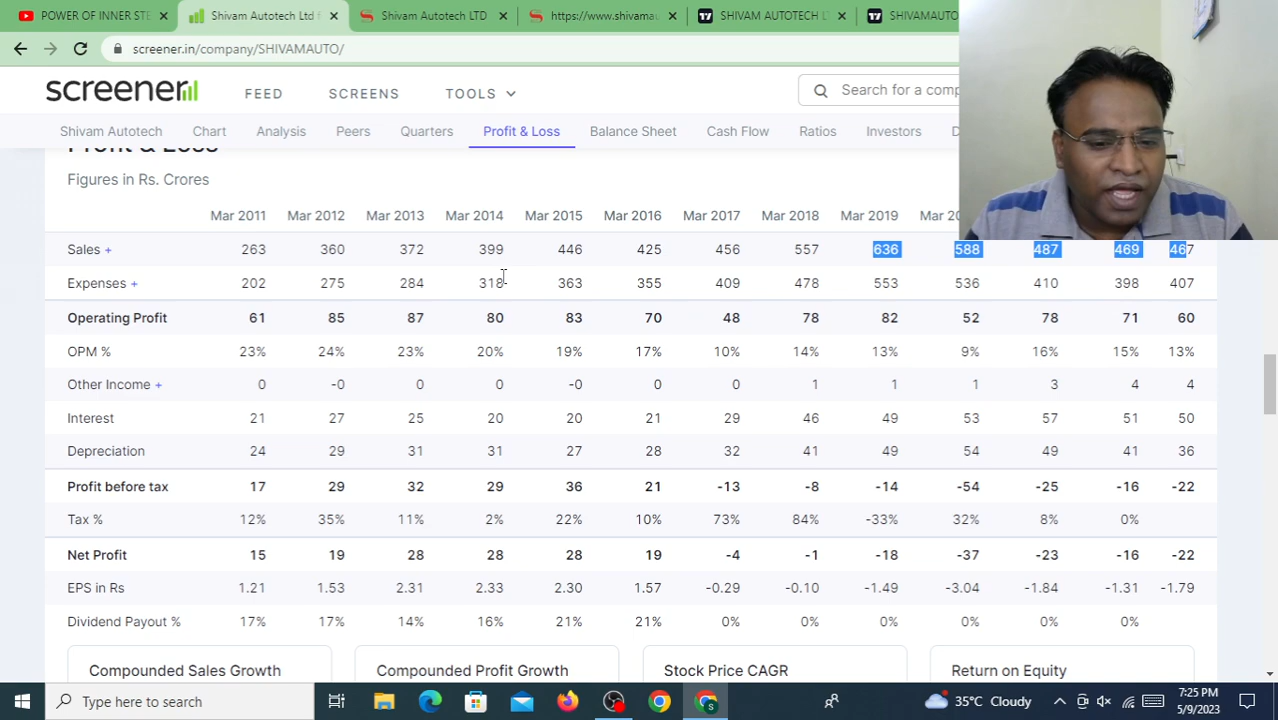 POWER OF INNER STE
Shivam Autotech Ltd f
Shivam Autotech LTD
https://www.shivamau
SHIVAM AUTOTECH LT
SHIVAMAUTO
screener.in/company/SHIVAMAUTO/
screener
FEED
SCREENS
TOOLS
Search for a comp
Shivam Autotech Chart Analysis Peers Quarters Profit & Loss Balance Sheet Cash Flow Ratios Investors D
Profit & Loss
Figures in Rs. Crores
Mar 2011 Mar 2012 Mar 2013 Mar 2014 Mar 2015 Mar 2016 Mar 2017 Mar 2018 Mar 2019 Mar 20
Sales + 263 360 372 399 446 425 456 557 636 588 487 469 467
Expenses + 202 275 284 318 363 355 409 478 553 536 410 398 407
Operating Profit 61 85 87 80 83 70 48 78 82 52 78 71 60
OPM % 23% 24% 23% 20% 19% 17% 10% 14% 13% 9% 16% 15% 13%
Other Income + 0 -0 0 0 -0 0 0 1 1 1 3 4 4
Interest 21 27 25 20 20 21 29 46 49 53 57 51 50
Depreciation 24 29 31 31 27 28 32 41 49 54 49 41 36
Profit before tax 17 29 32 29 36 21 -13 -8 -14 -54 -25 -16 -22
Tax % 12% 35% 11% 2% 22% 10% 73% 84% -33% 32% 8% 0%
Net Profit 15 19 28 28 28 19 -4 -1 -18 -37 -23 -16 -22
EPS in Rs 1.21 1.53 2.31 2.33 2.30 1.57 -0.29 -0.10 -1.49 -3.04 -1.84 -1.31 -1.79
Dividend Payout % 17% 17% 14% 16% 21% 21% 0% 0% 0% 0% 0% 0%
Compounded Sales Growth
Compounded Profit Growth
Stock Price CAGR
Return on Equity
Type here to search
35°C Cloudy
7:25 PM
5/9/2023